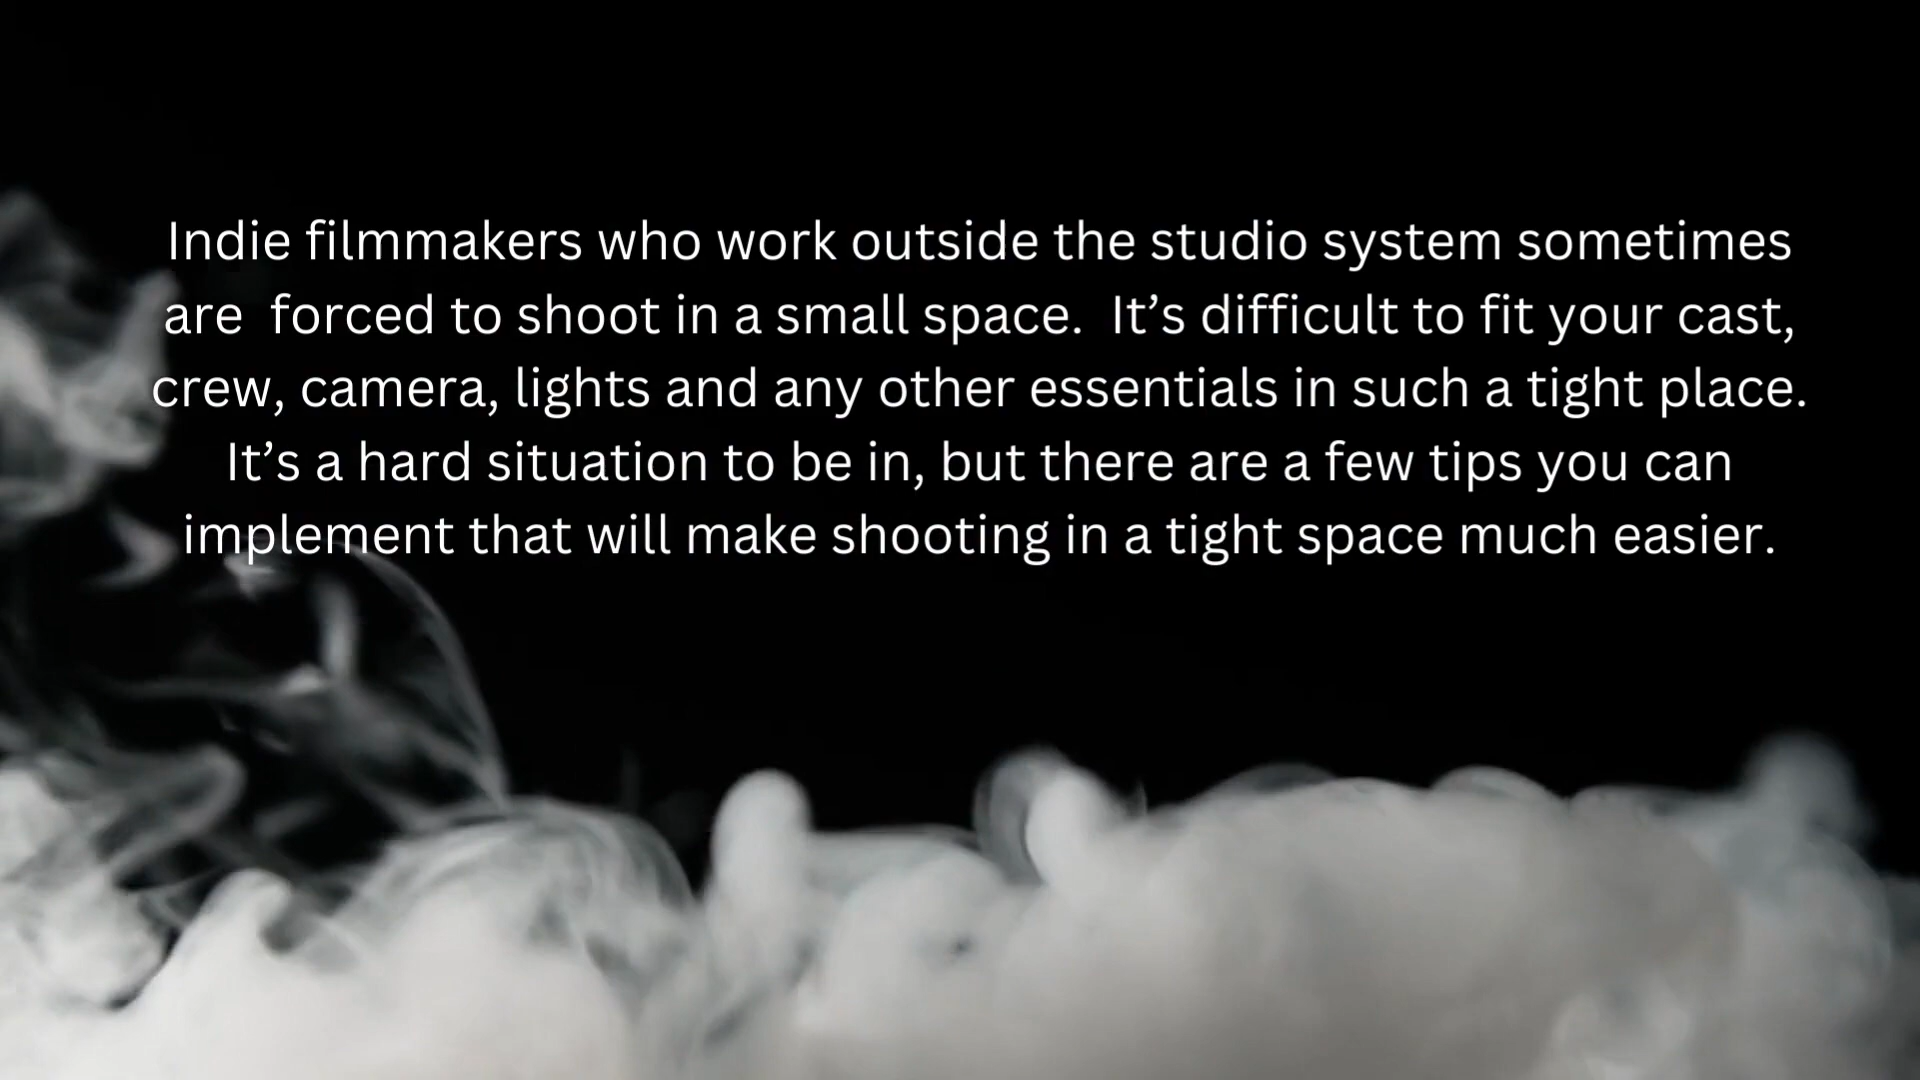 Indie filmmakers who work outside the studio system sometimes
are  forced to shoot in a small space.  It’s difficult to fit your cast,
crew, camera, lights and any other essentials in such a tight place.
It’s a hard situation to be in, but there are a few tips you can
implement that will make shooting in a tight space much easier.